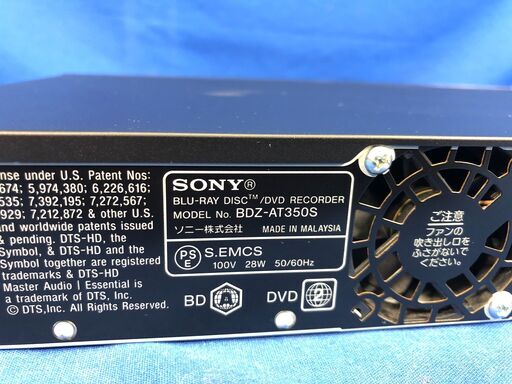 ense under U.S. Patent Nos:
674; 5,974,380; 6,226,616;
535; 7,392,195; 7,272,567;
929; 7,212,872 & other U.S.
d worldwide patents issued
& pending. DTS-HD, the
Symbol, & DTS-HD and the
Symbol together are registered
trademarks & DTS-HD
Master Audio | Essential is
a trademark of DTS, Inc.
© DTS,Inc. All Rights Reserved.
SONY®
BLU-RAY DISC™/DVD RECORDER
MODEL No. BDZ-AT350S
ソニー株式会社 MADE IN MALAYSIA
PS
E
S.EMCS
100V 28W 50/60Hz
BD A DVD 2
ご注意
ファンの
吹き出し口を
ふさがないで
ください。